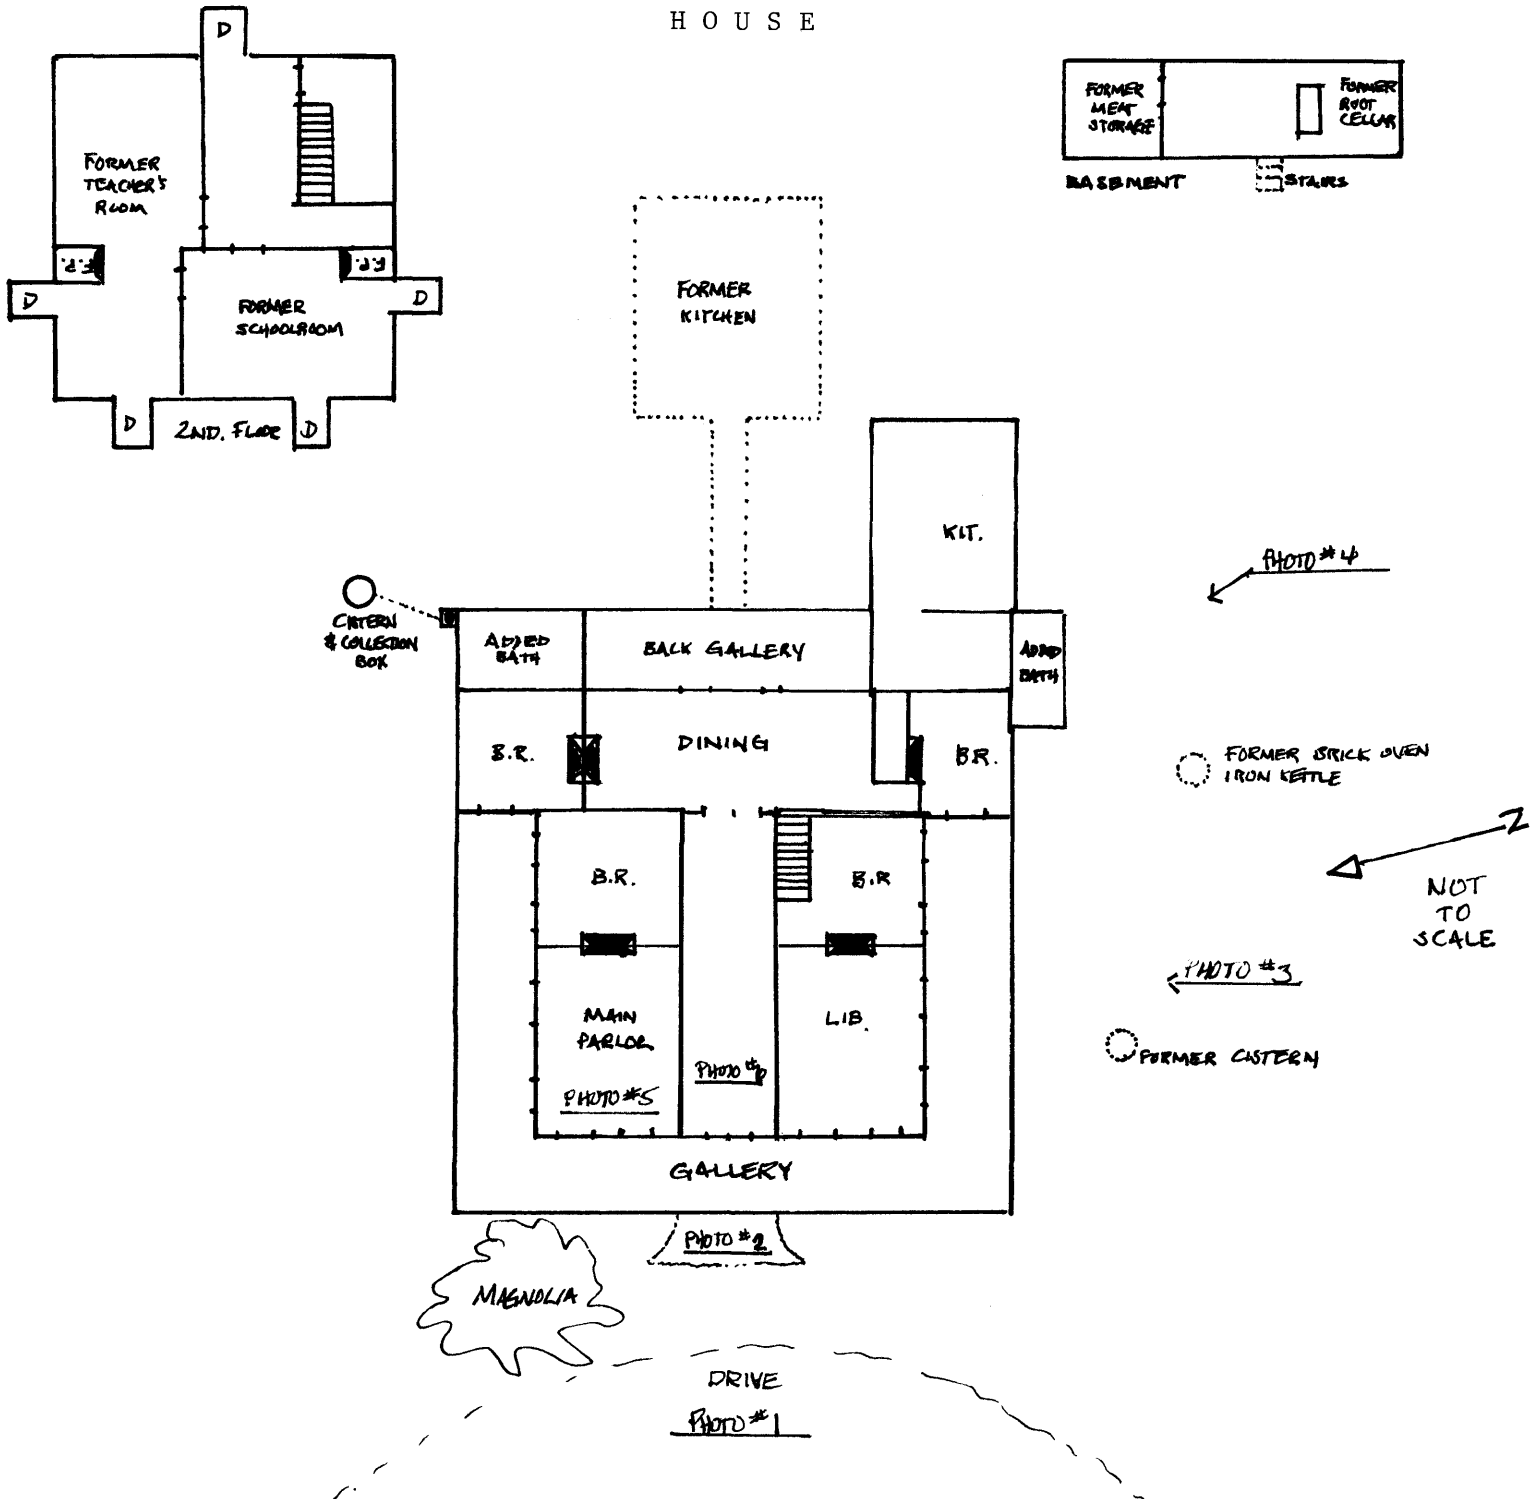 HOUSE
D
FORMER
TEACHER'S
ROOM
F.P.
F.P.
D
D
FORMER
SCHOOLROOM
D
2ND. FLOOR
D
FORMER
MEAT
STORAGE
FORMER
ROOT
CELLAR
BASEMENT
STAIRS
FORMER
KITCHEN
KIT.
PHOTO #4
CISTERN
& COLLECTION
BOX
ADDED
BATH
BACK GALLERY
ADDED
BATH
B.R.
DINING
B.R.
FORMER BRICK OVEN
IRON KETTLE
N
NOT
TO
SCALE
B.R.
B.R
PHOTO #3
MAIN
PARLOR
LIB.
FORMER CISTERN
PHOTO #6
PHOTO #5
GALLERY
PHOTO #2
MAGNOLIA
DRIVE
PHOTO #1